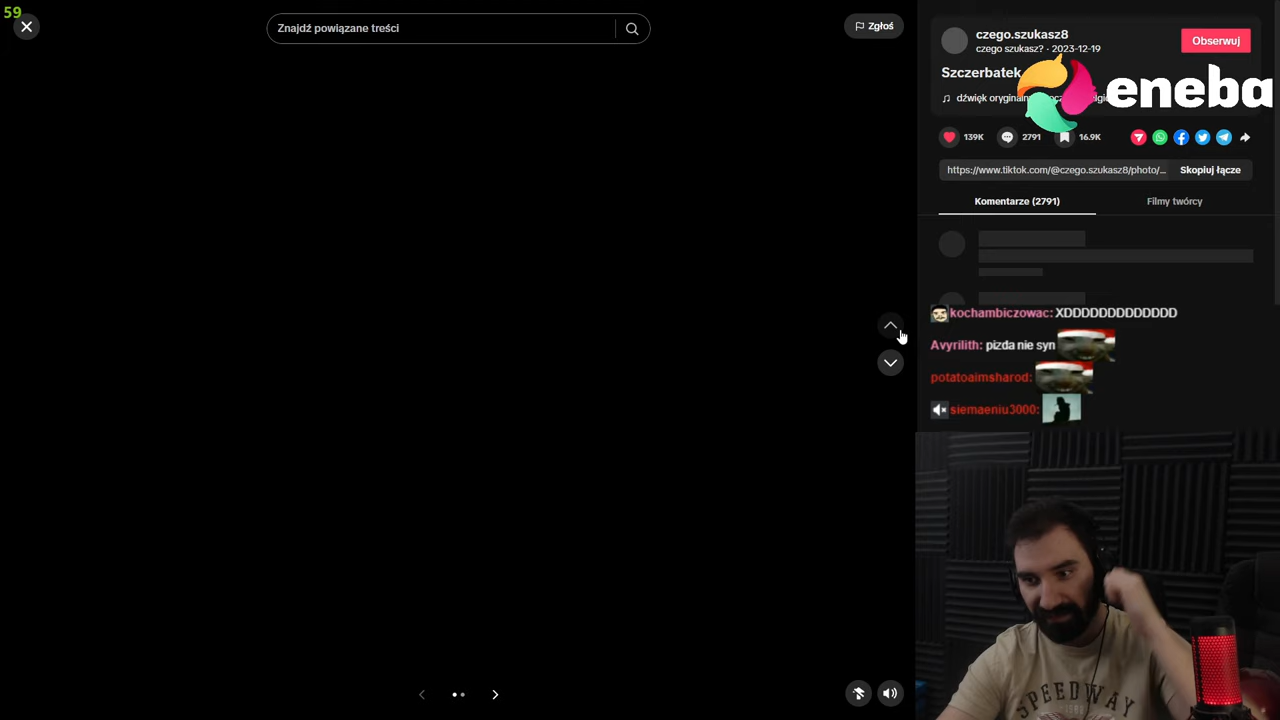 59
Znajdź powiązane treści
Zgłoś
czego.szukasz8
czego szukasz? · 2023-12-19
Obserwuj
Szczerbatek
eneba
dźwięk oryginalny
139K
2791
16.9K
https://www.tiktok.com/@czego.szukasz8/photo/...
Skopiuj łącze
Komentarze (2791)
Filmy twórcy
kochambiczowac: XDDDDDDDDDDDDD
Avyrilith: pizda nie syn
potatoaimsharod:
siemaeniu3000:
SPEEDWAY